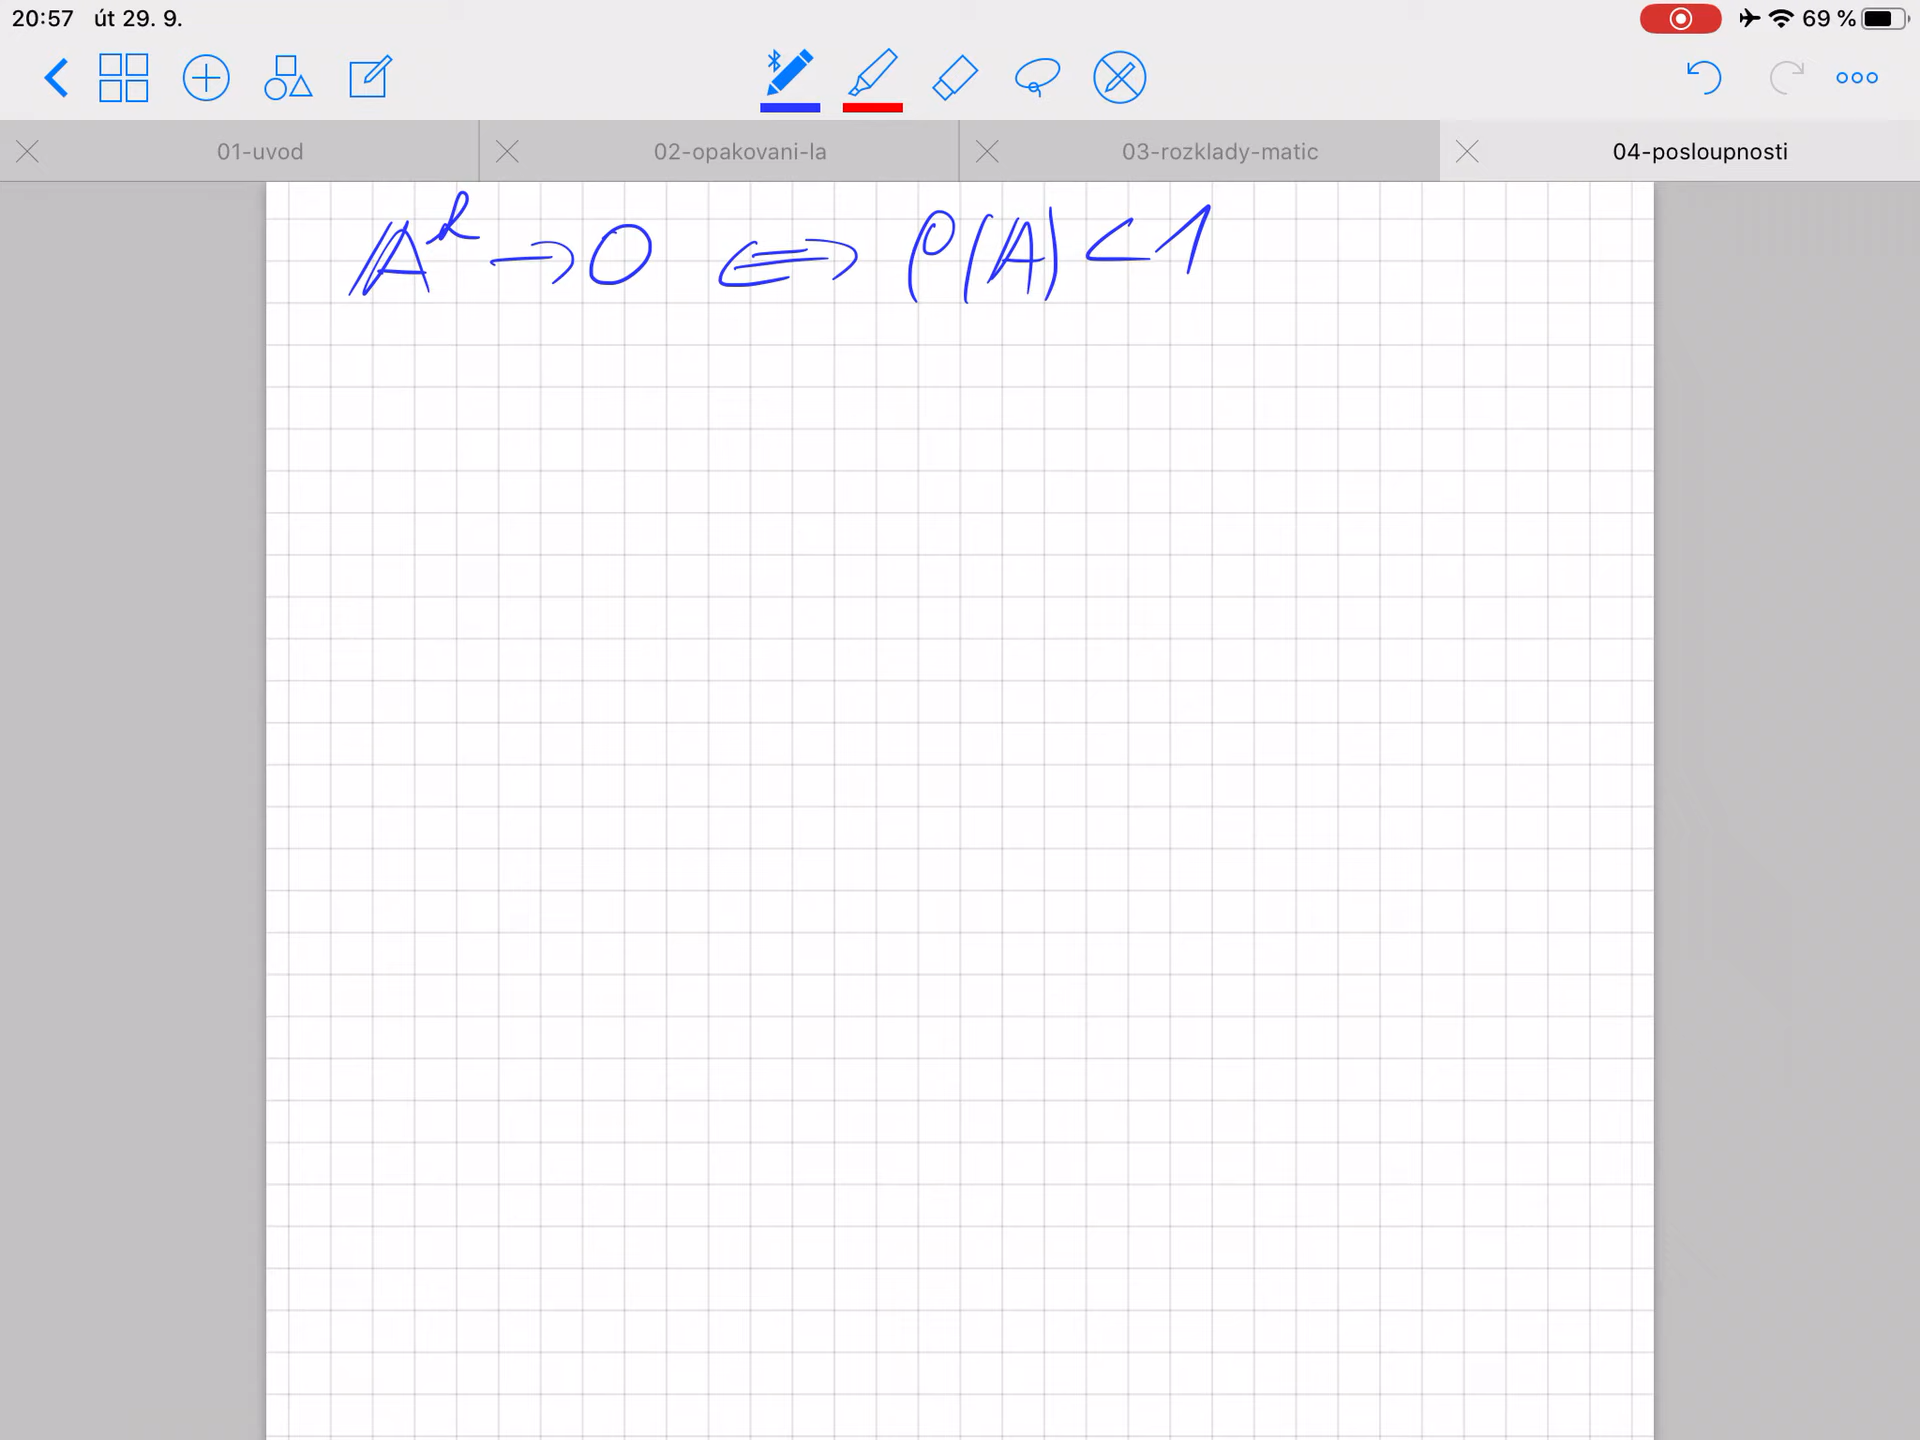 20:57 út 29. 9. 69 %
01-uvod 02-opakovani-la 03-rozklady-matic 04-posloupnosti
𝔸^k → 0 ⟺ ρ(𝔸) < 1